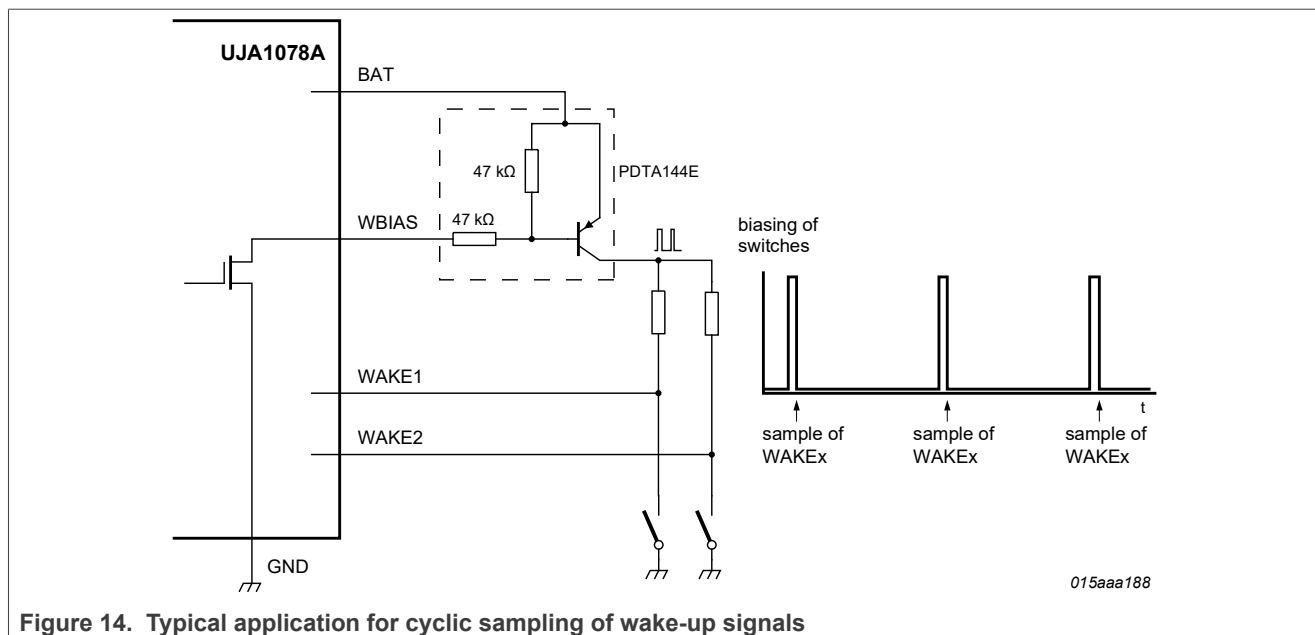 UJA1078A
BAT
47 kΩ
PDTA144E
WBIAS
47 kΩ
biasing of
switches
WAKE1
t
sample of
WAKEx
sample of
WAKEx
sample of
WAKEx
WAKE2
GND
015aaa188
Figure 14. Typical application for cyclic sampling of wake-up signals